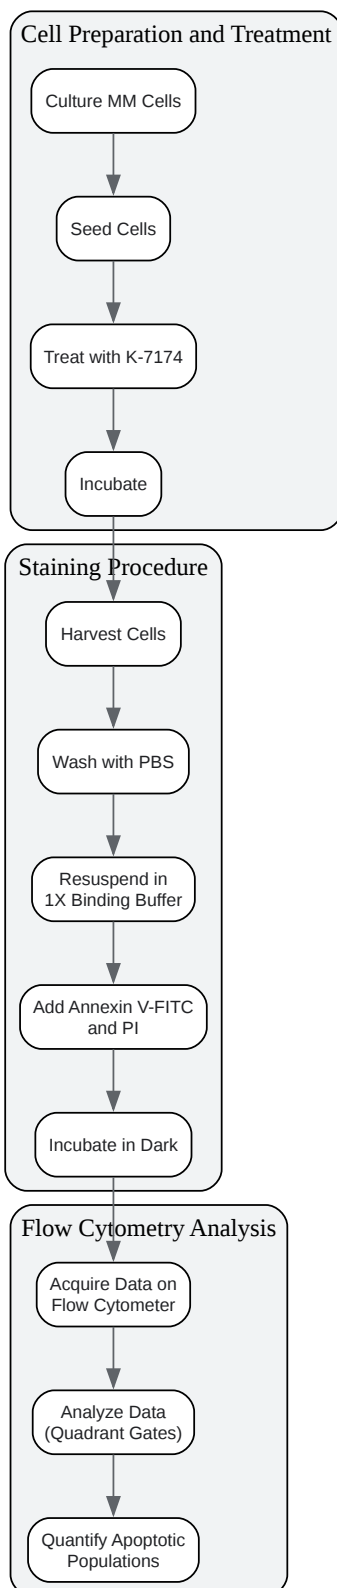 Cell Preparation and Treatment
Culture MM Cells
Seed Cells
Treat with K-7174
Incubate
Staining Procedure
Harvest Cells
Wash with PBS
Resuspend in
1X Binding Buffer
Add Annexin V-FITC
and PI
Incubate in Dark
Flow Cytometry Analysis
Acquire Data on
Flow Cytometer
Analyze Data
(Quadrant Gates)
Quantify Apoptotic
Populations